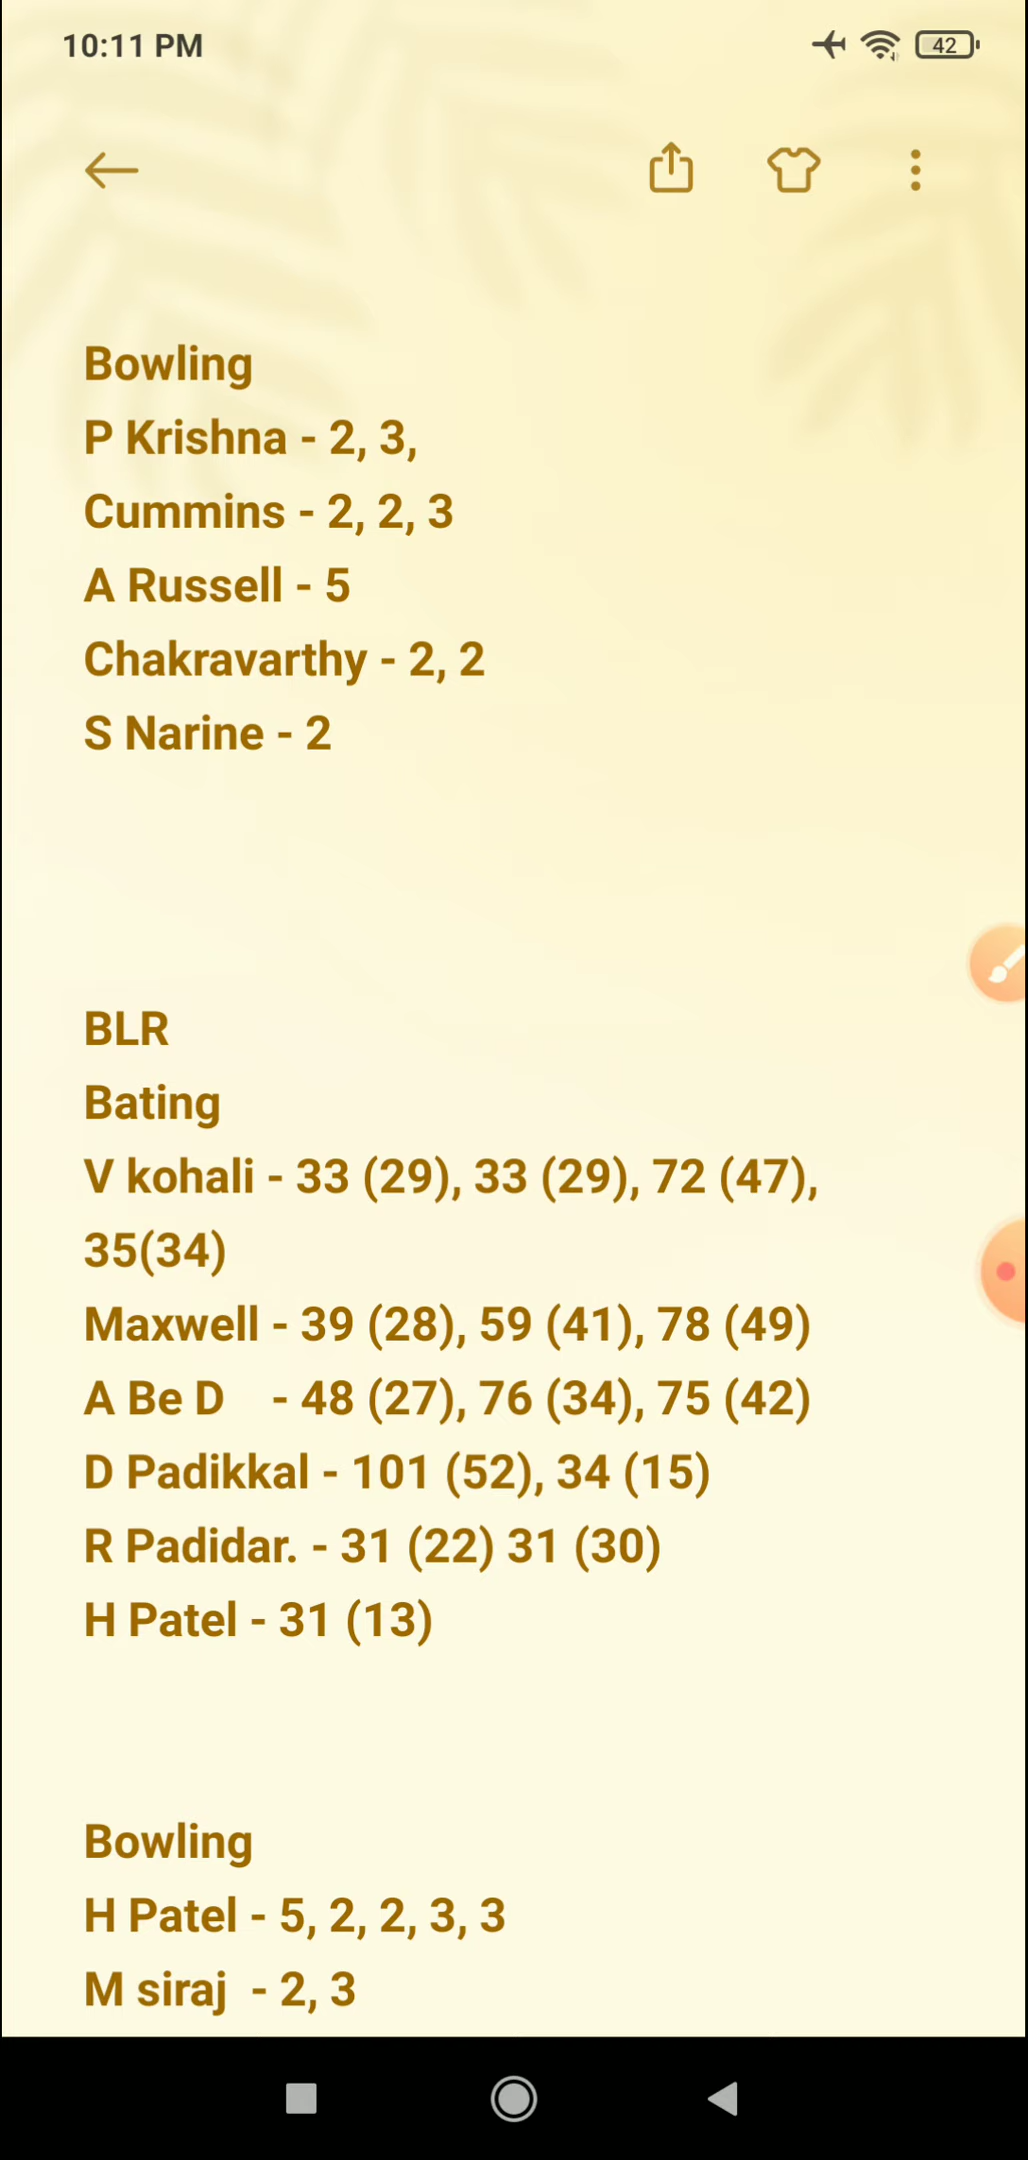 10:11 PM
42
Bowling
P Krishna - 2, 3,
Cummins - 2, 2, 3
A Russell - 5
Chakravarthy - 2, 2
S Narine - 2
BLR
Bating
V kohali - 33 (29), 33 (29), 72 (47),
35(34)
Maxwell - 39 (28), 59 (41), 78 (49)
A Be D    - 48 (27), 76 (34), 75 (42)
D Padikkal - 101 (52), 34 (15)
R Padidar. - 31 (22) 31 (30)
H Patel - 31 (13)
Bowling
H Patel - 5, 2, 2, 3, 3
M siraj  - 2, 3